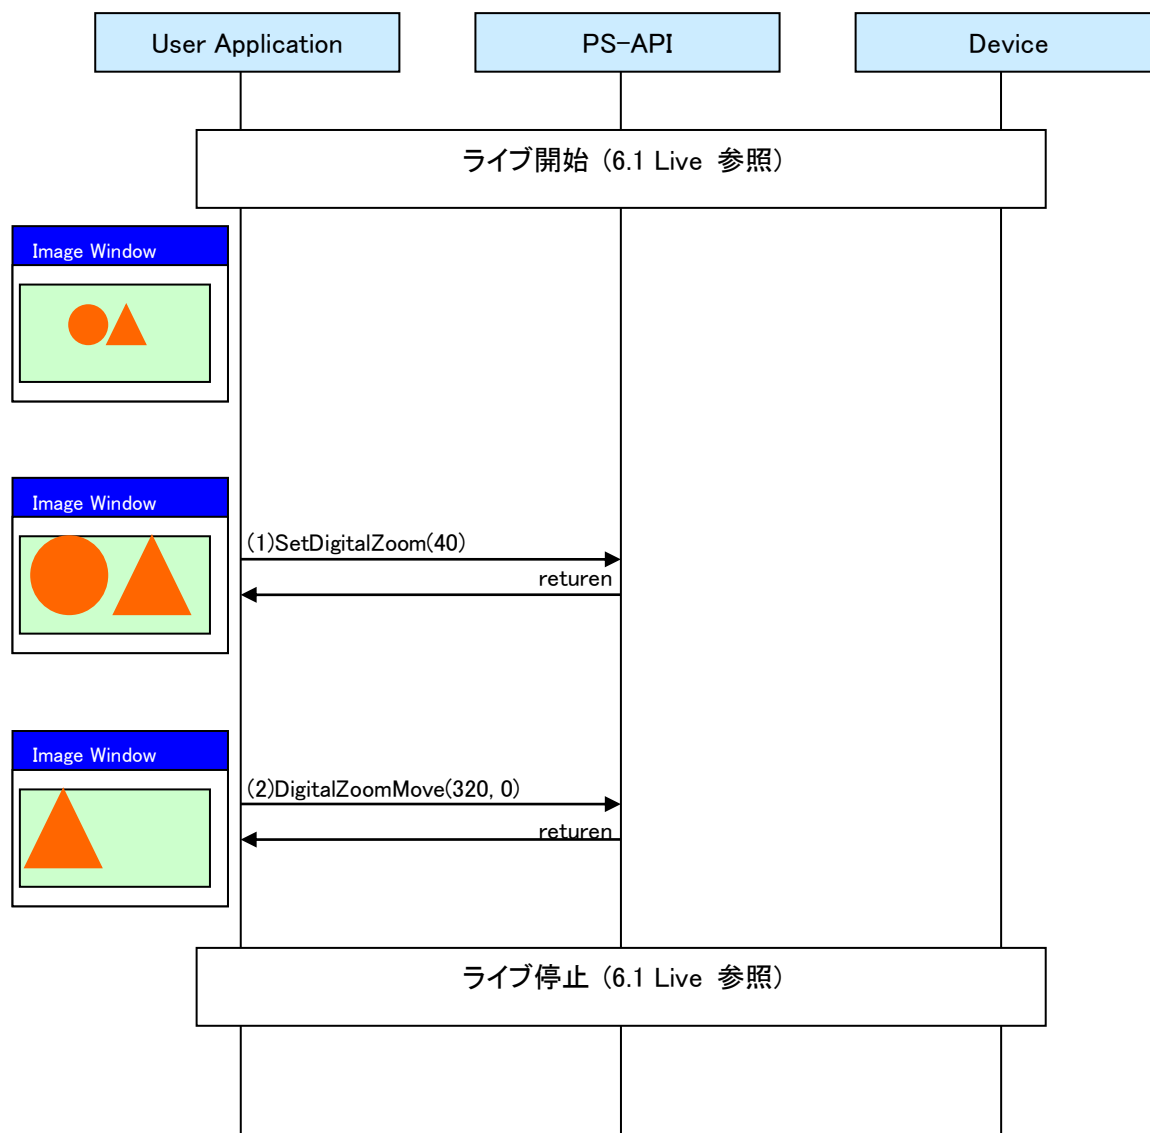 User Application
PS-API
Device
ライブ開始 (6.1 Live 参照)
Image Window
Image Window
(1)SetDigitalZoom(40)
returen
Image Window
(2)DigitalZoomMove(320, 0)
returen
ライブ停止 (6.1 Live 参照)